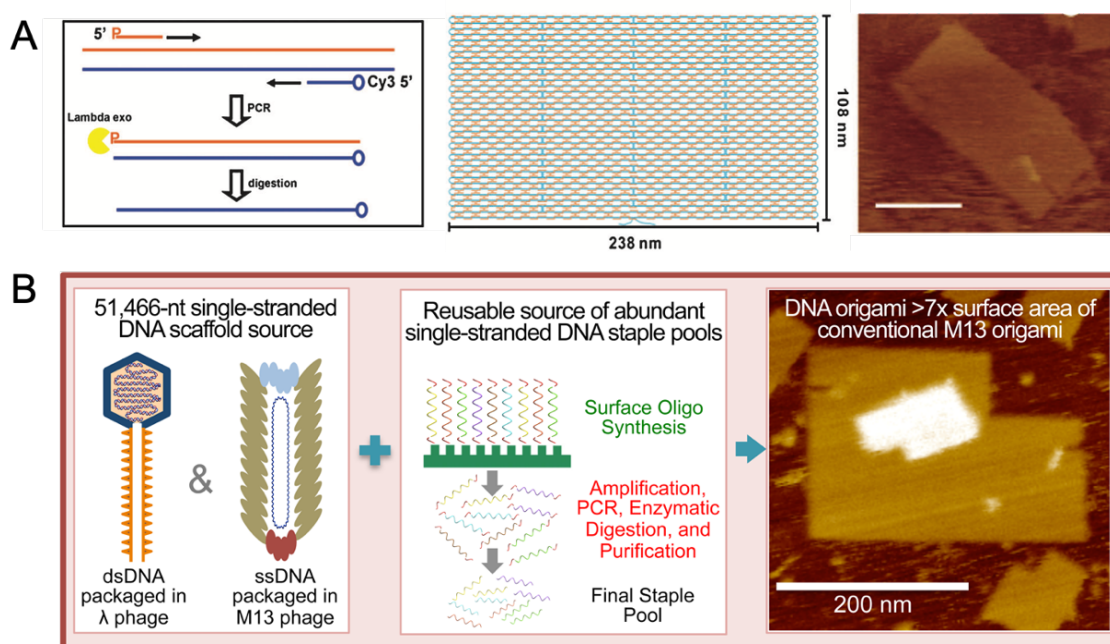 A
5'
P
Cy3 5'
PCR
Lambda exo
P
digestion
108 nm
238 nm
B
51,466-nt single-stranded
DNA scaffold source
&
dsDNA
packaged in
λ phage
ssDNA
packaged in
M13 phage
Reusable source of abundant
single-stranded DNA staple pools
Surface Oligo
Synthesis
Amplification,
PCR, Enzymatic
Digestion, and
Purification
Final Staple
Pool
DNA origami >7x surface area of
conventional M13 origami
200 nm